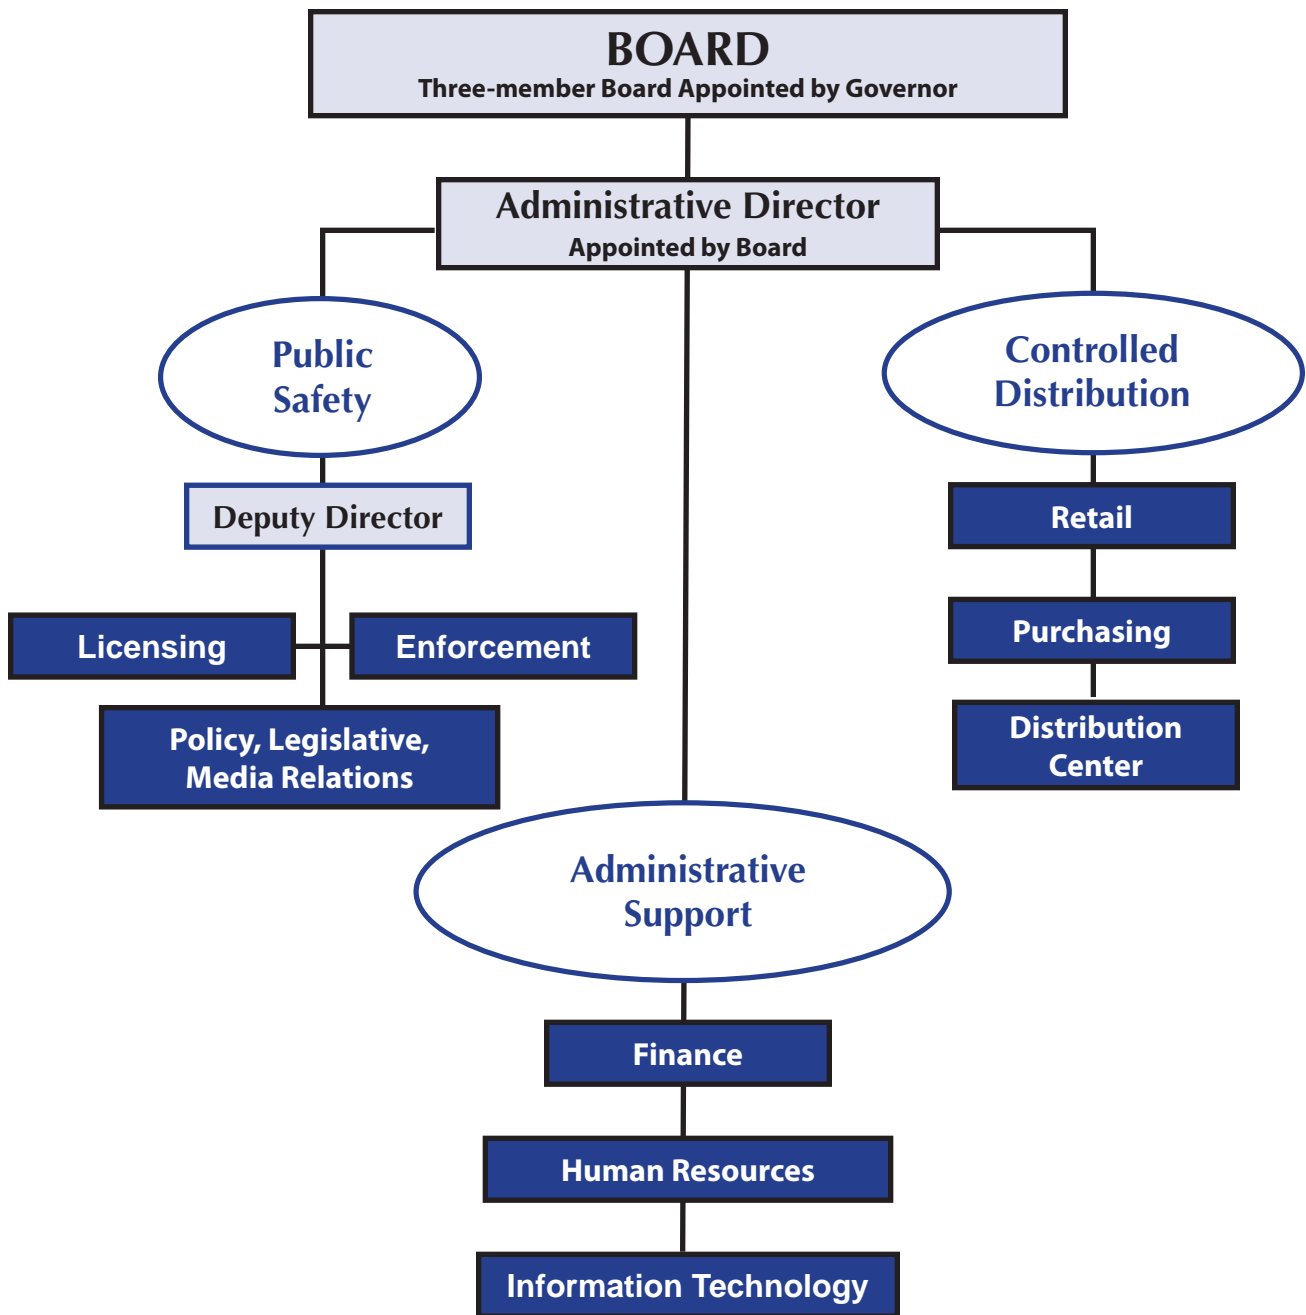 BOARD
Three-member Board Appointed by Governor
Administrative Director
Appointed by Board
Public
Safety
Controlled
Distribution
Deputy Director
Retail
Licensing
Enforcement
Purchasing
Policy, Legislative,
Media Relations
Distribution
Center
Administrative
Support
Finance
Human Resources
Information Technology